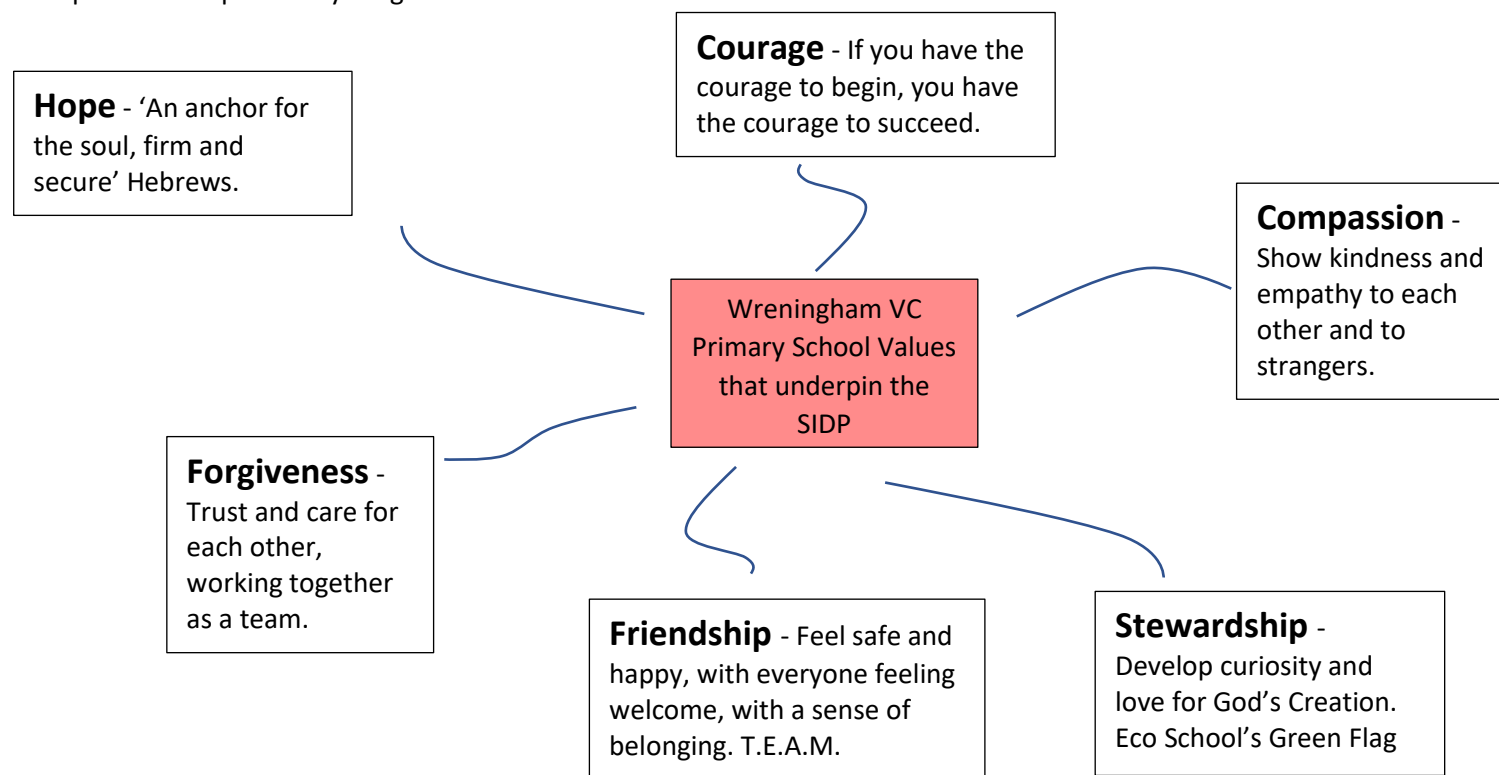 Courage - If you have the
courage to begin, you have
the courage to succeed.
Hope - ‘An anchor for
the soul, firm and
secure’ Hebrews.
Compassion -
Show kindness and
empathy to each
other and to
strangers.
Wreningham VC
Primary School Values
that underpin the
SIDP
Forgiveness -
Trust and care for
each other,
working together
as a team.
Friendship - Feel safe and
happy, with everyone feeling
welcome, with a sense of
belonging. T.E.A.M.
Stewardship -
Develop curiosity and
love for God’s Creation.
Eco School’s Green Flag